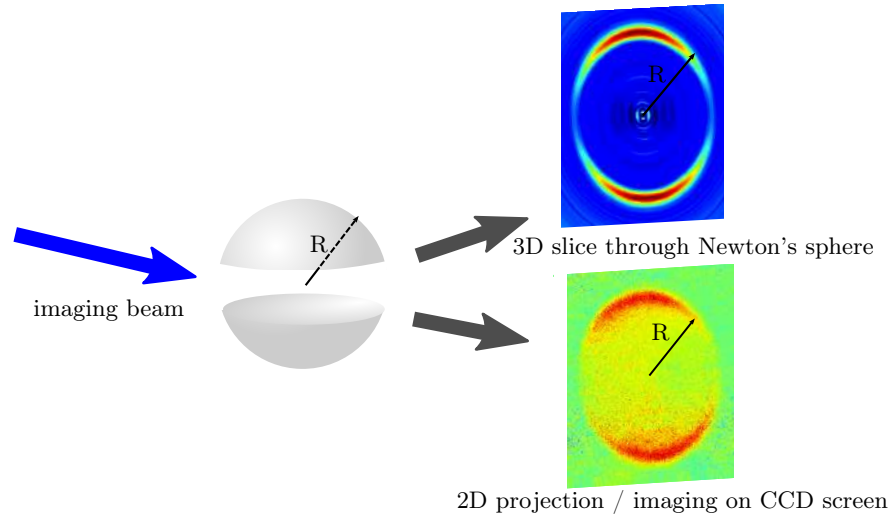 R
3D slice through Newton's sphere
R
imaging beam
R
2D projection / imaging on CCD screen